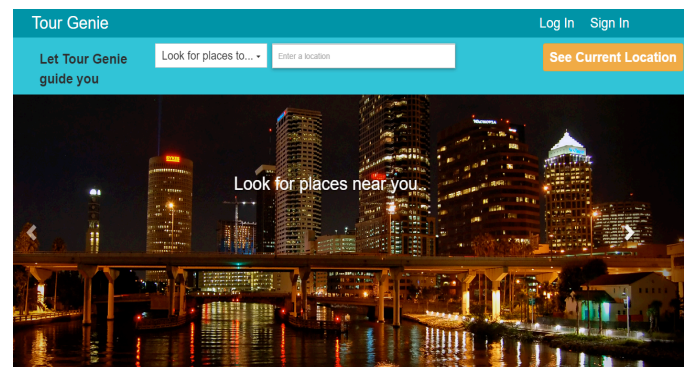 Tour Genie
Log In Sign In
Let Tour Genie
guide you
Look for places to...
Enter a location
See Current Location
Look for places near you..